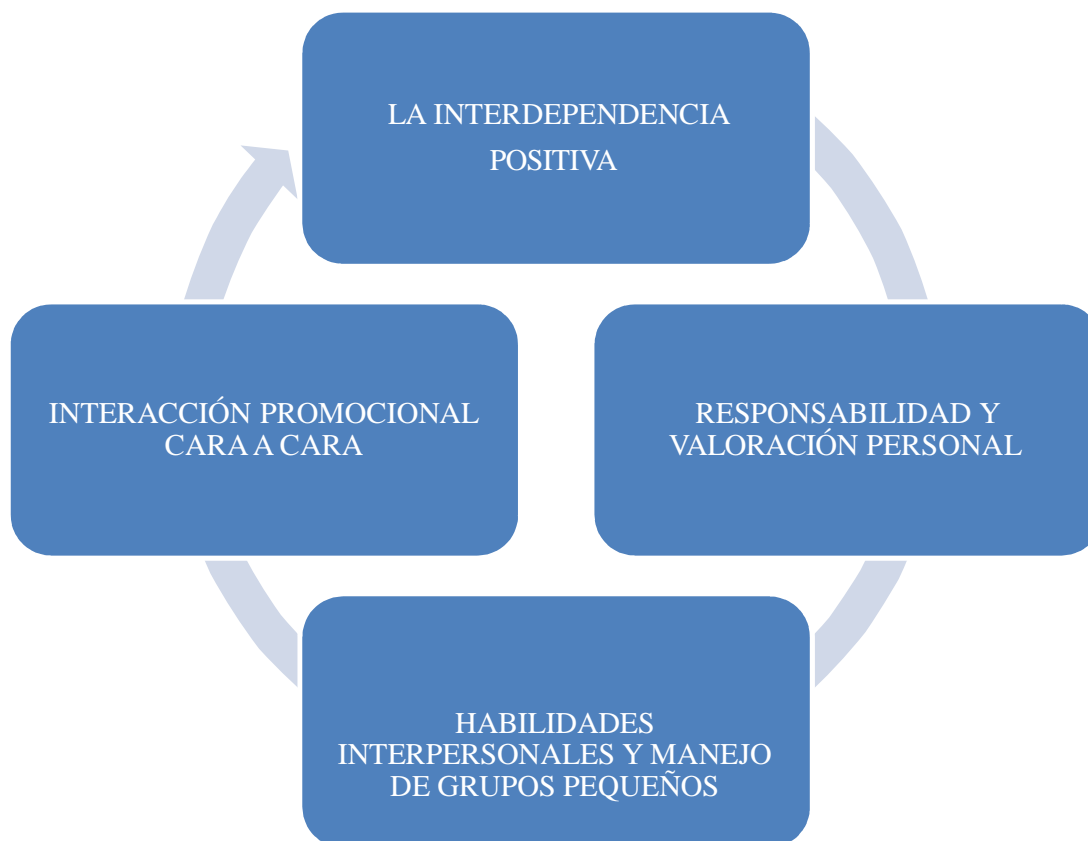 LA INTERDEPENDENCIA
POSITIVA
INTERACCIÓN PROMOCIONAL
CARA A CARA
RESPONSABILIDAD Y
VALORACIÓN PERSONAL
HABILIDADES
INTERPERSONALES Y MANEJO
DE GRUPOS PEQUEÑOS